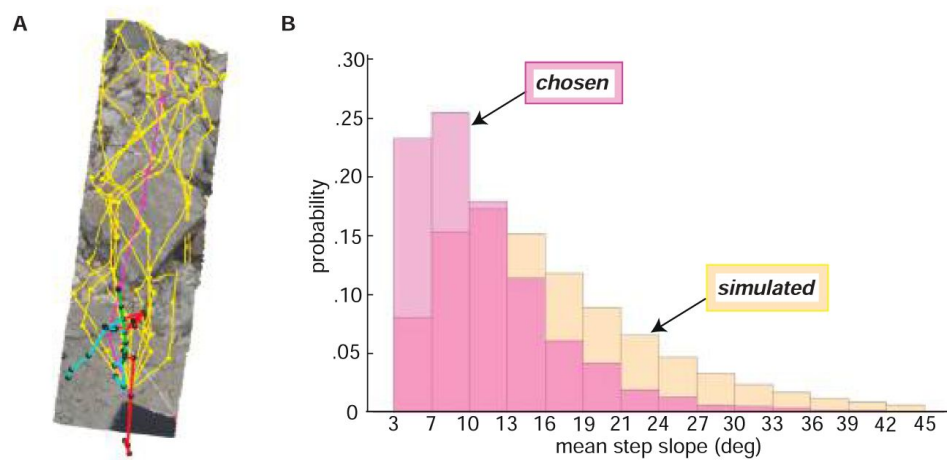 A
B
.30
.25
.20
.15
.10
.05
0
probability
chosen
simulated
3 7 10 13 16 19 21 24 27 30 33 36 39 42 45
mean step slope (deg)